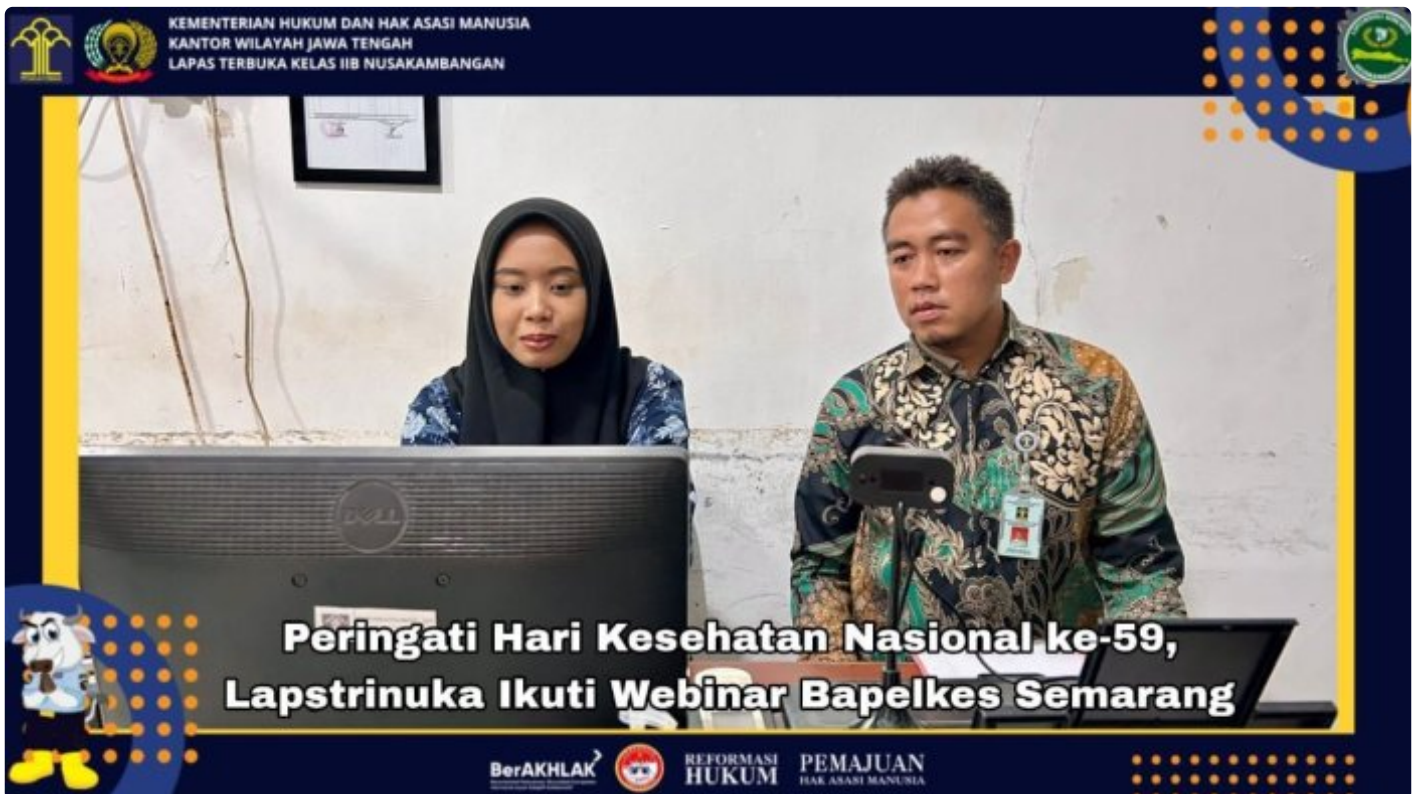 KEMENTERIAN HUKUM DAN HAK ASASI MANUSIA
KANTOR WILAYAH JAWA TENGAH
LAPAS TERBUKA KELAS IIB NUSAKAMBANGAN
DELL
Peringati Hari Kesehatan Nasional ke-59,
Lapstrinuka Ikuti Webinar Bapelkes Semarang
BerAKHLAK
REFORMASI
HUKUM
PEMAJUAN
HAK ASASI MANUSIA